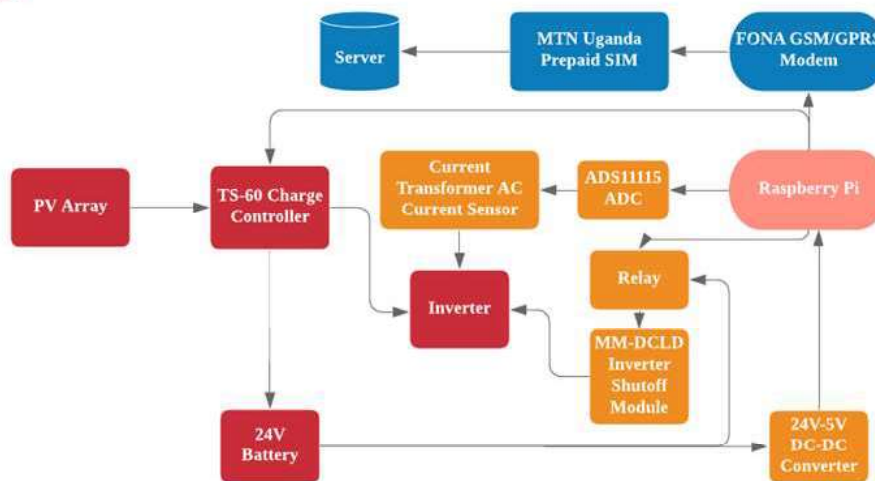 Server
MTN Uganda
Prepaid SIM
FONA GSM/GPRS
Modem
PV Array
TS-60 Charge
Controller
Current
Transformer AC
Current Sensor
ADS11115
ADC
Raspberry Pi
Relay
Inverter
MM-DCLD
Inverter
Shutoff
Module
24V
Battery
24V-5V
DC-DC
Converter